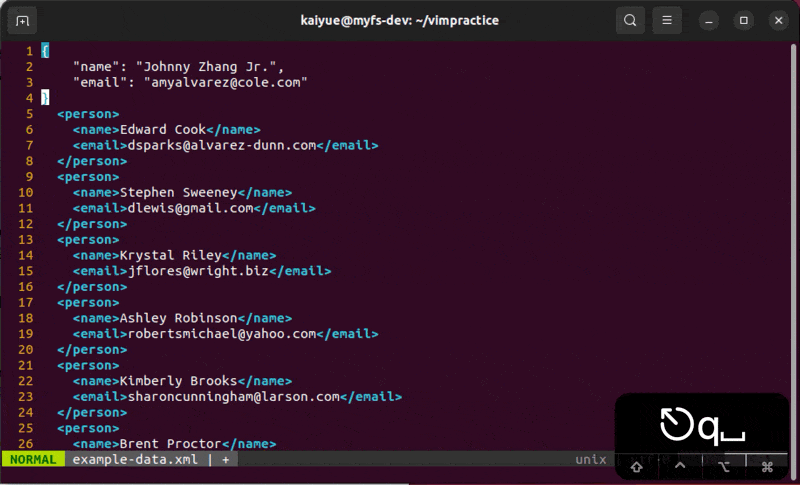 kaiyue@myfs-dev: ~/vimpractice
1 {
2     "name": "Johnny Zhang Jr.",
3     "email": "amyalvarez@cole.com"
4 }
5   <person>
6     <name>Edward Cook</name>
7     <email>dsparks@alvarez-dunn.com</email>
8   </person>
9   <person>
10     <name>Stephen Sweeney</name>
11     <email>dlewis@gmail.com</email>
12   </person>
13   <person>
14     <name>Krystal Riley</name>
15     <email>jflores@wright.biz</email>
16   </person>
17   <person>
18     <name>Ashley Robinson</name>
19     <email>robertsmichael@yahoo.com</email>
20   </person>
21   <person>
22     <name>Kimberly Brooks</name>
23     <email>sharoncunningham@larson.com</email>
24   </person>
25   <person>
26     <name>Brent Proctor</name>
NORMAL example-data.xml | + unix
q